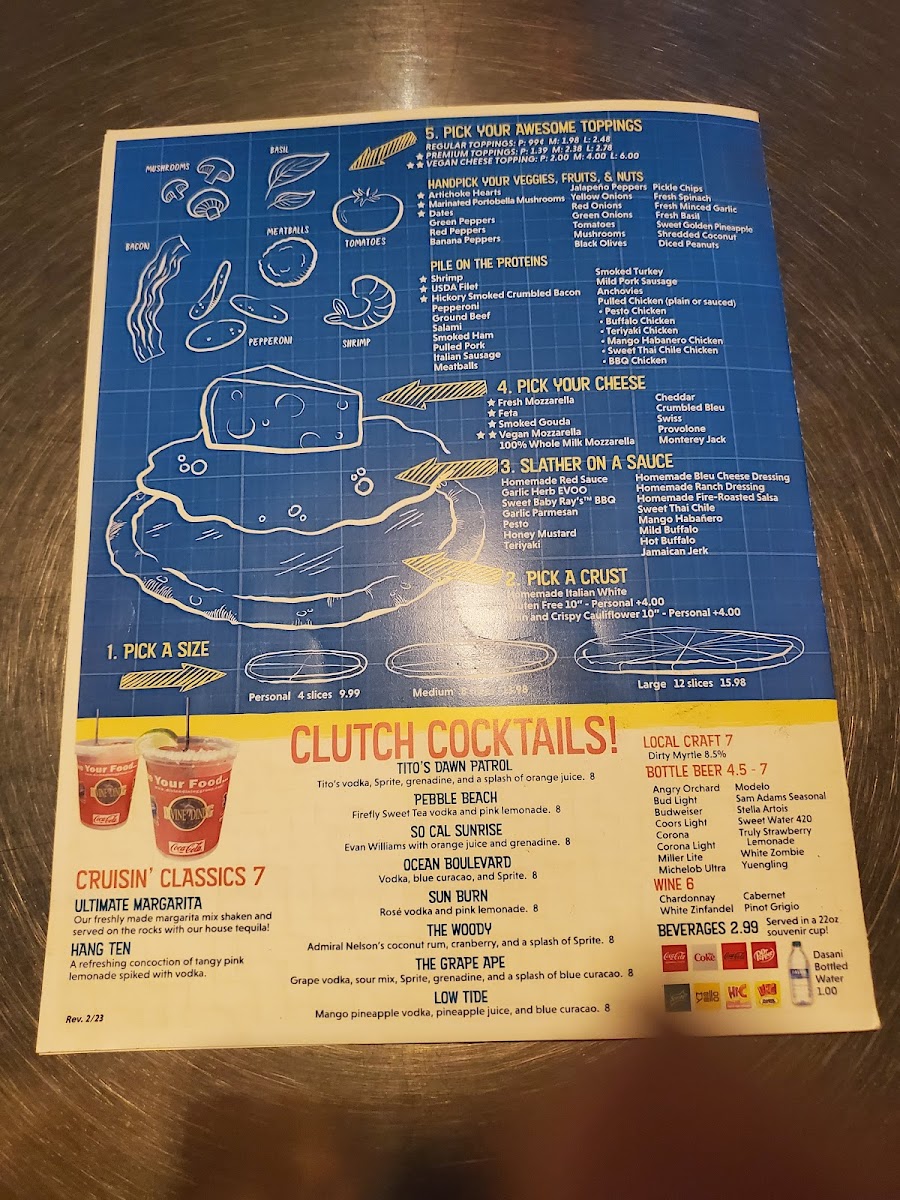 5. PICK YOUR AWESOME TOPPINGS
REGULAR TOPPINGS: P: 99¢ M: 1.98 L: 2.48
★ PREMIUM TOPPINGS: P: 1.39 M: 2.38 L: 2.78
★★ VEGAN CHEESE TOPPING: P: 2.00 M: 4.00 L: 6.00
MUSHROOMS
BASIL
TOMATOES
BACON
MEATBALLS
PEPPERONI
SHRIMP
HANDPICK YOUR VEGGIES, FRUITS, & NUTS
★ Artichoke Hearts
★ Marinated Portobella Mushrooms
★ Dates
Green Peppers
Red Peppers
Banana Peppers
Jalapeño Peppers
Yellow Onions
Red Onions
Green Onions
Tomatoes
Mushrooms
Black Olives
Pickle Chips
Fresh Spinach
Fresh Minced Garlic
Fresh Basil
Sweet Golden Pineapple
Shredded Coconut
Diced Peanuts
PILE ON THE PROTEINS
★ Shrimp
★ USDA Filet
★ Hickory Smoked Crumbled Bacon
Pepperoni
Ground Beef
Salami
Smoked Ham
Pulled Pork
Italian Sausage
Meatballs
Smoked Turkey
Mild Pork Sausage
Anchovies
Pulled Chicken (plain or sauced)
• Pesto Chicken
• Buffalo Chicken
• Teriyaki Chicken
• Mango Habanero Chicken
• Sweet Thai Chile Chicken
• BBQ Chicken
4. PICK YOUR CHEESE
★ Fresh Mozzarella
★ Feta
★ Smoked Gouda
★★ Vegan Mozzarella
100% Whole Milk Mozzarella
Cheddar
Crumbled Bleu
Swiss
Provolone
Monterey Jack
3. SLATHER ON A SAUCE
Homemade Red Sauce
Garlic Herb EVOO
Sweet Baby Ray's™ BBQ
Garlic Parmesan
Pesto
Honey Mustard
Teriyaki
Homemade Bleu Cheese Dressing
Homemade Ranch Dressing
Homemade Fire-Roasted Salsa
Sweet Thai Chile
Mango Habañero
Mild Buffalo
Hot Buffalo
Jamaican Jerk
2. PICK A CRUST
Homemade Italian White
Free 10" - Personal +4.00
and Crispy Cauliflower 10" - Personal +4.00
1. PICK A SIZE
Personal 4 slices 9.99
Medium
Large 12 slices 15.98
CLUTCH COCKTAILS!
TITO'S DAWN PATROL
Tito's vodka, Sprite, grenadine, and a splash of orange juice. 8
PEBBLE BEACH
Firefly Sweet Tea vodka and pink lemonade. 8
SO CAL SUNRISE
Evan Williams with orange juice and grenadine. 8
OCEAN BOULEVARD
Vodka, blue curacao, and Sprite. 8
SUN BURN
Rosé vodka and pink lemonade. 8
THE WOODY
Admiral Nelson's coconut rum, cranberry, and a splash of Sprite. 8
THE GRAPE APE
Grape vodka, sour mix, Sprite, grenadine, and a splash of blue curacao. 8
LOW TIDE
Mango pineapple vodka, pineapple juice, and blue curacao. 8
Your Food...
Coca-Cola
CRUISIN' CLASSICS 7
ULTIMATE MARGARITA
Our freshly made margarita mix shaken and
served on the rocks with our house tequila!
HANG TEN
A refreshing concoction of tangy pink
lemonade spiked with vodka.
Rev. 2/23
LOCAL CRAFT 7
Dirty Myrtle 8.5%
BOTTLE BEER 4.5 - 7
Angry Orchard
Bud Light
Budweiser
Coors Light
Corona
Corona Light
Miller Lite
Michelob Ultra
Modelo
Sam Adams Seasonal
Stella Artois
Sweet Water 420
Truly Strawberry
Lemonade
White Zombie
Yuengling
WINE 6
Chardonnay
White Zinfandel
Cabernet
Pinot Grigio
BEVERAGES 2.99
Served in a 22oz
souvenir cup!
Coca-Cola
Coke
Dr Pepper
Mello Yello
Dasani
Bottled
Water
1.00